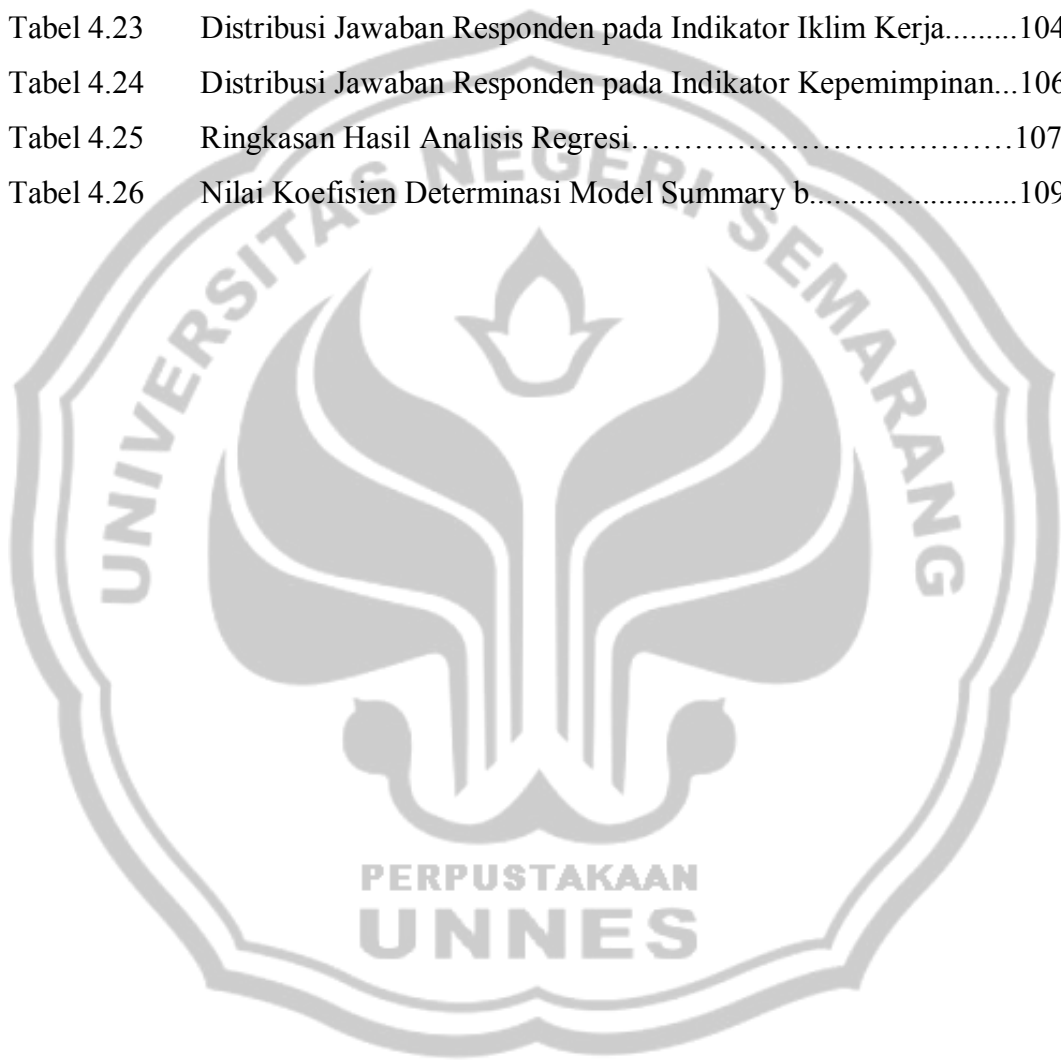 Tabel 4.23 Distribusi Jawaban Responden pada Indikator Iklim Kerja.........104
Tabel 4.24 Distribusi Jawaban Responden pada Indikator Kepemimpinan...106
Tabel 4.25 Ringkasan Hasil Analisis Regresi………………………………107
Tabel 4.26 Nilai Koefisien Determinasi Model Summary b.........................109
UNIVERSITAS NEGERI SEMARANG
PERPUSTAKAAN
UNNES